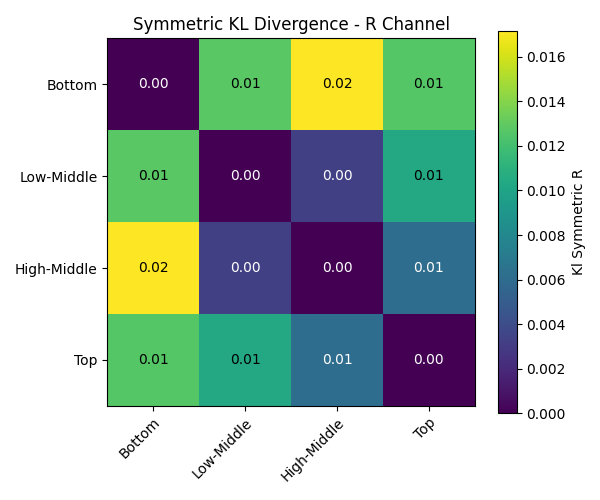 Symmetric KL Divergence - R Channel
Bottom 0.00 0.01 0.02 0.01
Low-Middle 0.01 0.00 0.00 0.01
High-Middle 0.02 0.00 0.00 0.01
Top 0.01 0.01 0.01 0.00
Bottom Low-Middle High-Middle Top
0.016
0.014
0.012
0.010
0.008
0.006
0.004
0.002
0.000
Kl Symmetric R